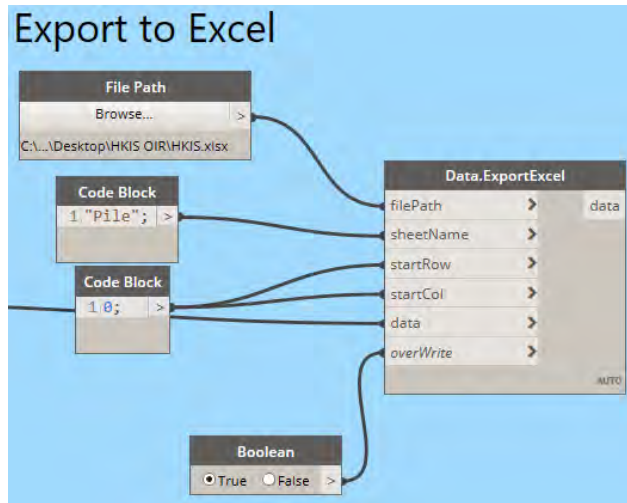 Export to Excel
File Path
Browse... >
C:\...\Desktop\HKIS OIR\HKIS.xlsx
Code Block
1 "Pile"; >
Code Block
1 0; >
Data.ExportExcel
filePath > data
sheetName >
startRow >
startCol >
data >
overWrite >
AUTO
Boolean
True False >